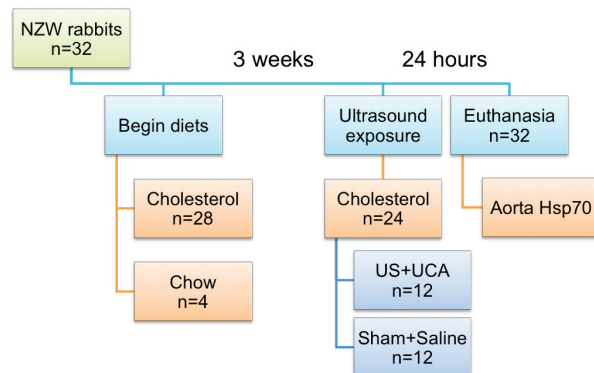 NZW rabbits
n=32
3 weeks
24 hours
Begin diets
Ultrasound
exposure
Euthanasia
n=32
Cholesterol
n=28
Cholesterol
n=24
Aorta Hsp70
Chow
n=4
US+UCA
n=12
Sham+Saline
n=12